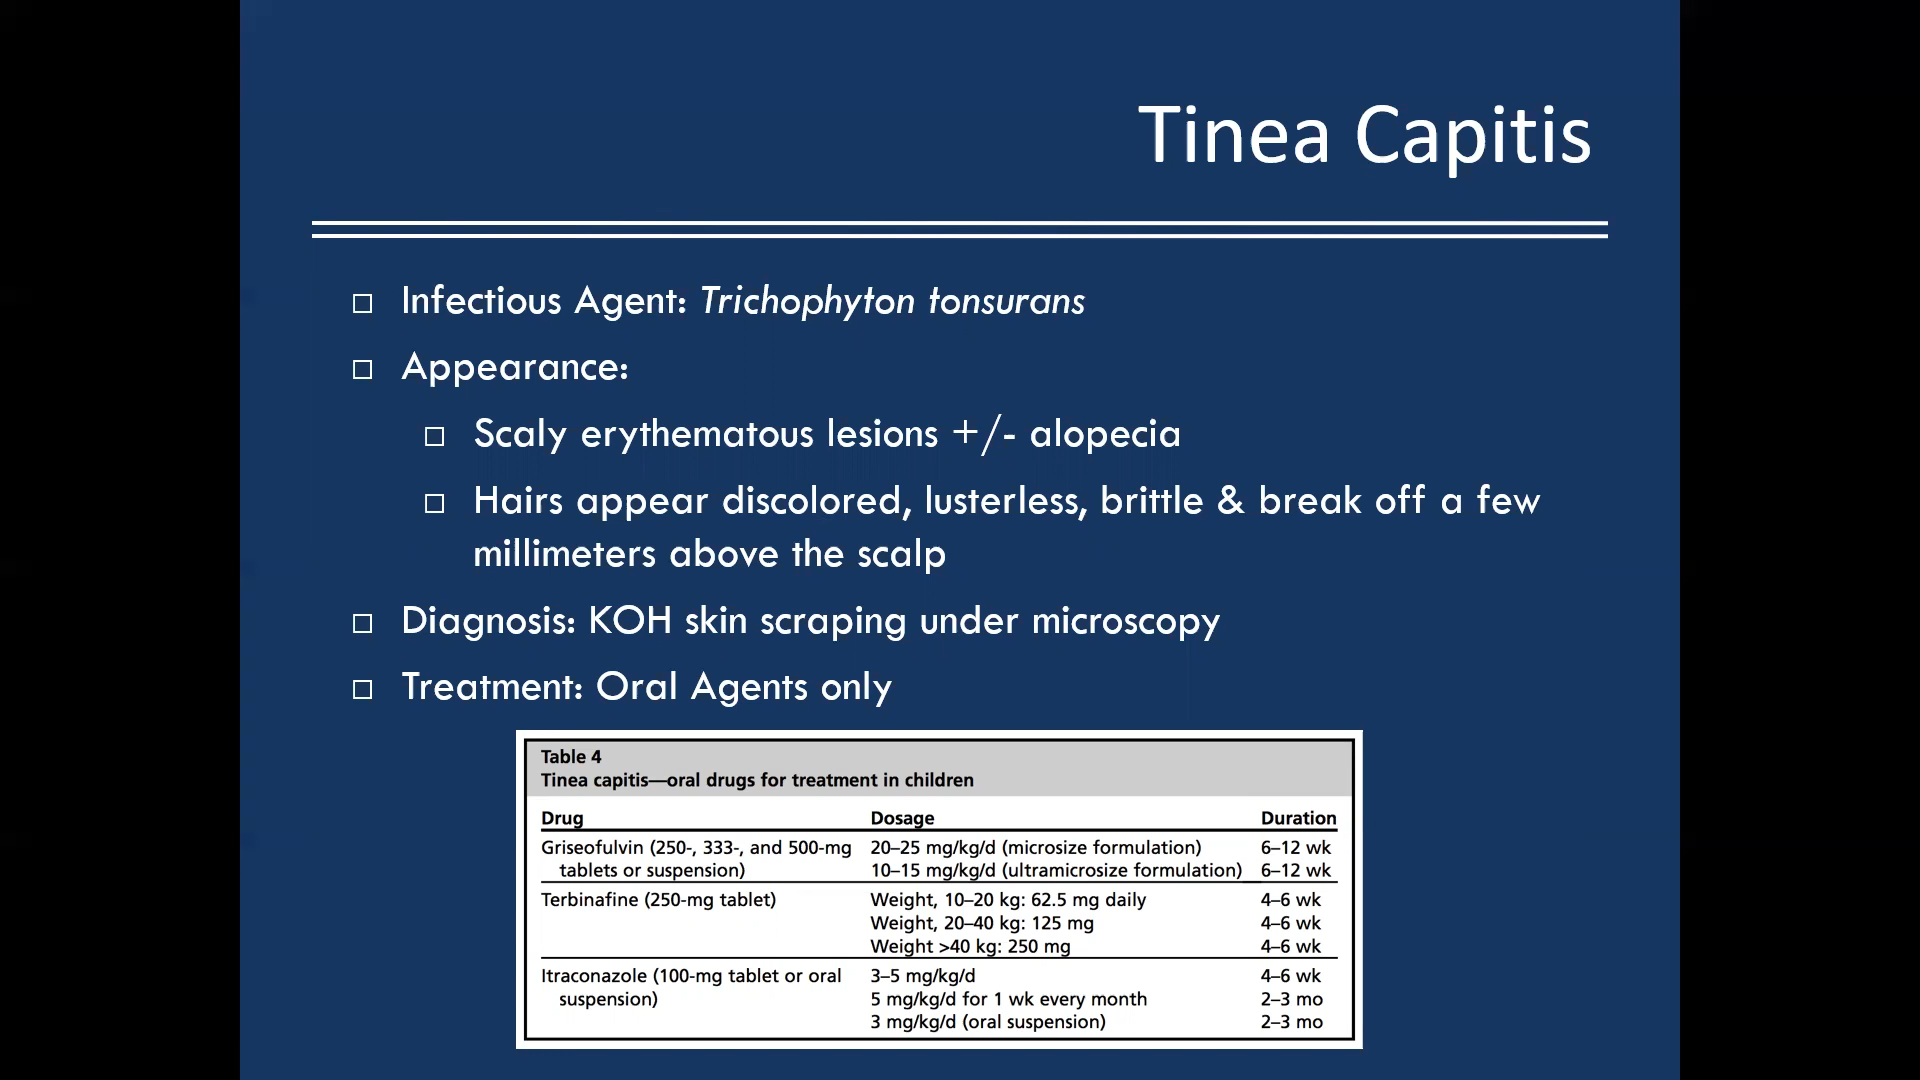 Tinea Capitis
Infectious Agent: Trichophyton tonsurans
Appearance:
Scaly erythematous lesions +/- alopecia
Hairs appear discolored, lusterless, brittle & break off a few
millimeters above the scalp
Diagnosis: KOH skin scraping under microscopy
Treatment: Oral Agents only
Table 4
Tinea capitis—oral drugs for treatment in children
Drug Dosage Duration
Griseofulvin (250-, 333-, and 500-mg 20–25 mg/kg/d (microsize formulation) 6–12 wk
tablets or suspension) 10–15 mg/kg/d (ultramicrosize formulation) 6–12 wk
Terbinafine (250-mg tablet) Weight, 10–20 kg: 62.5 mg daily 4–6 wk
Weight, 20–40 kg: 125 mg 4–6 wk
Weight >40 kg: 250 mg 4–6 wk
Itraconazole (100-mg tablet or oral 3–5 mg/kg/d 4–6 wk
suspension) 5 mg/kg/d for 1 wk every month 2–3 mo
3 mg/kg/d (oral suspension) 2–3 mo